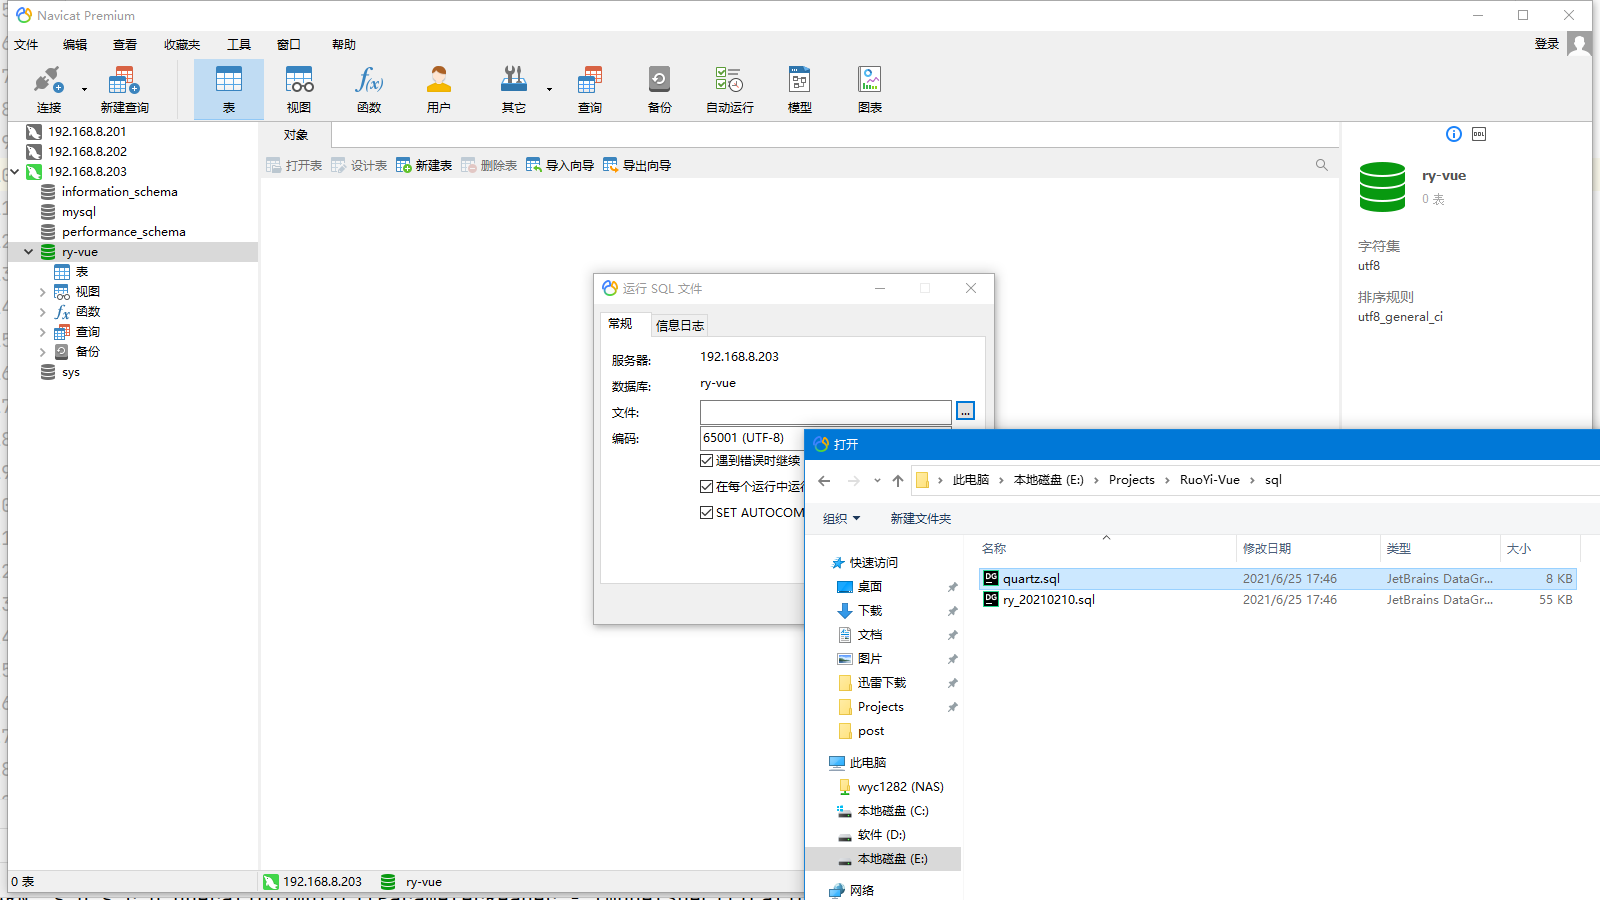 Navicat Premium
文件 编辑 查看 收藏夹 工具 窗口 帮助 登录
连接 新建查询 表 视图 函数 用户 其它 查询 备份 自动运行 模型 图表
192.168.8.201
192.168.8.202
192.168.8.203
information_schema
mysql
performance_schema
ry-vue
表
视图
函数
查询
备份
sys
对象
打开表 设计表 新建表 删除表 导入向导 导出向导
DDL
ry-vue
0 表
字符集
utf8
排序规则
utf8_general_ci
运行 SQL 文件
常规 信息日志
服务器: 192.168.8.203
数据库: ry-vue
文件: ...
编码: 65001 (UTF-8)
遇到错误时继续
在每个运行中运行
SET AUTOCOM
打开
此电脑 › 本地磁盘 (E:) › Projects › RuoYi-Vue › sql
组织 新建文件夹
名称 修改日期 类型 大小
quartz.sql 2021/6/25 17:46 JetBrains DataGr... 8 KB
ry_20210210.sql 2021/6/25 17:46 JetBrains DataGr... 55 KB
快速访问
桌面
下载
文档
图片
迅雷下载
Projects
post
此电脑
wyc1282 (NAS)
本地磁盘 (C:)
软件 (D:)
本地磁盘 (E:)
网络
0 表 192.168.8.203 ry-vue